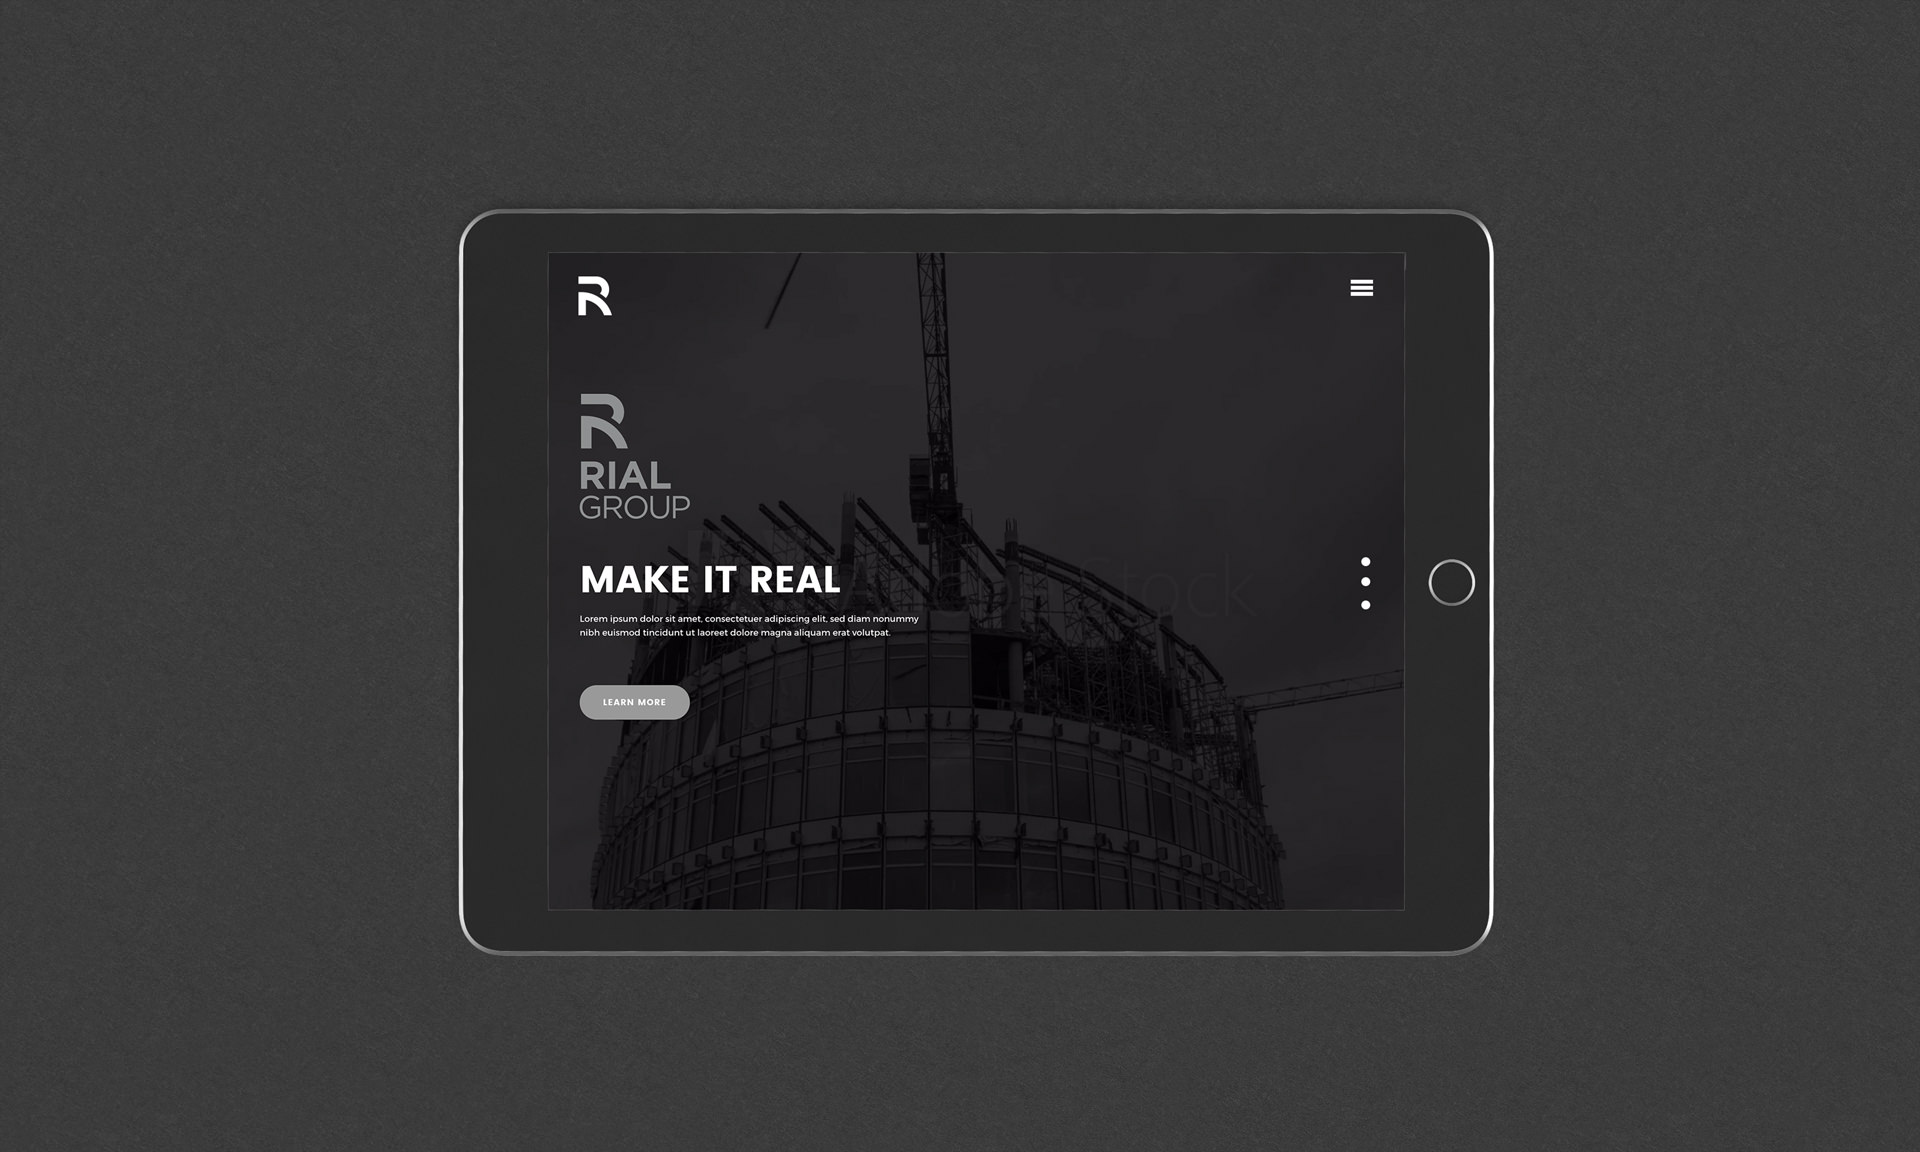 R
R
RIAL
GROUP
MAKE IT REAL
Lorem ipsum dolor sit amet, consectetuer adipiscing elit, sed diam nonummy
nibh euismod tincidunt ut laoreet dolore magna aliquam erat volutpat.
LEARN MORE